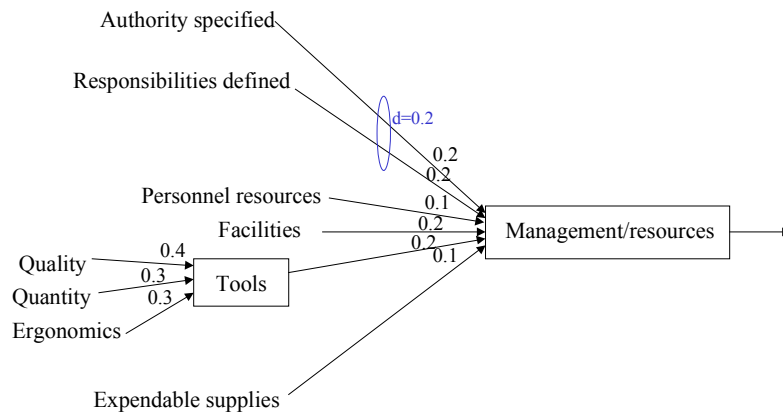 Authority specified
Responsibilities defined
d=0.2
0.2
0.2
Personnel resources
0.1
Facilities
0.2
Management/resources
0.2
0.1
Quality
0.4
Tools
Quantity
0.3
Ergonomics
0.3
Expendable supplies